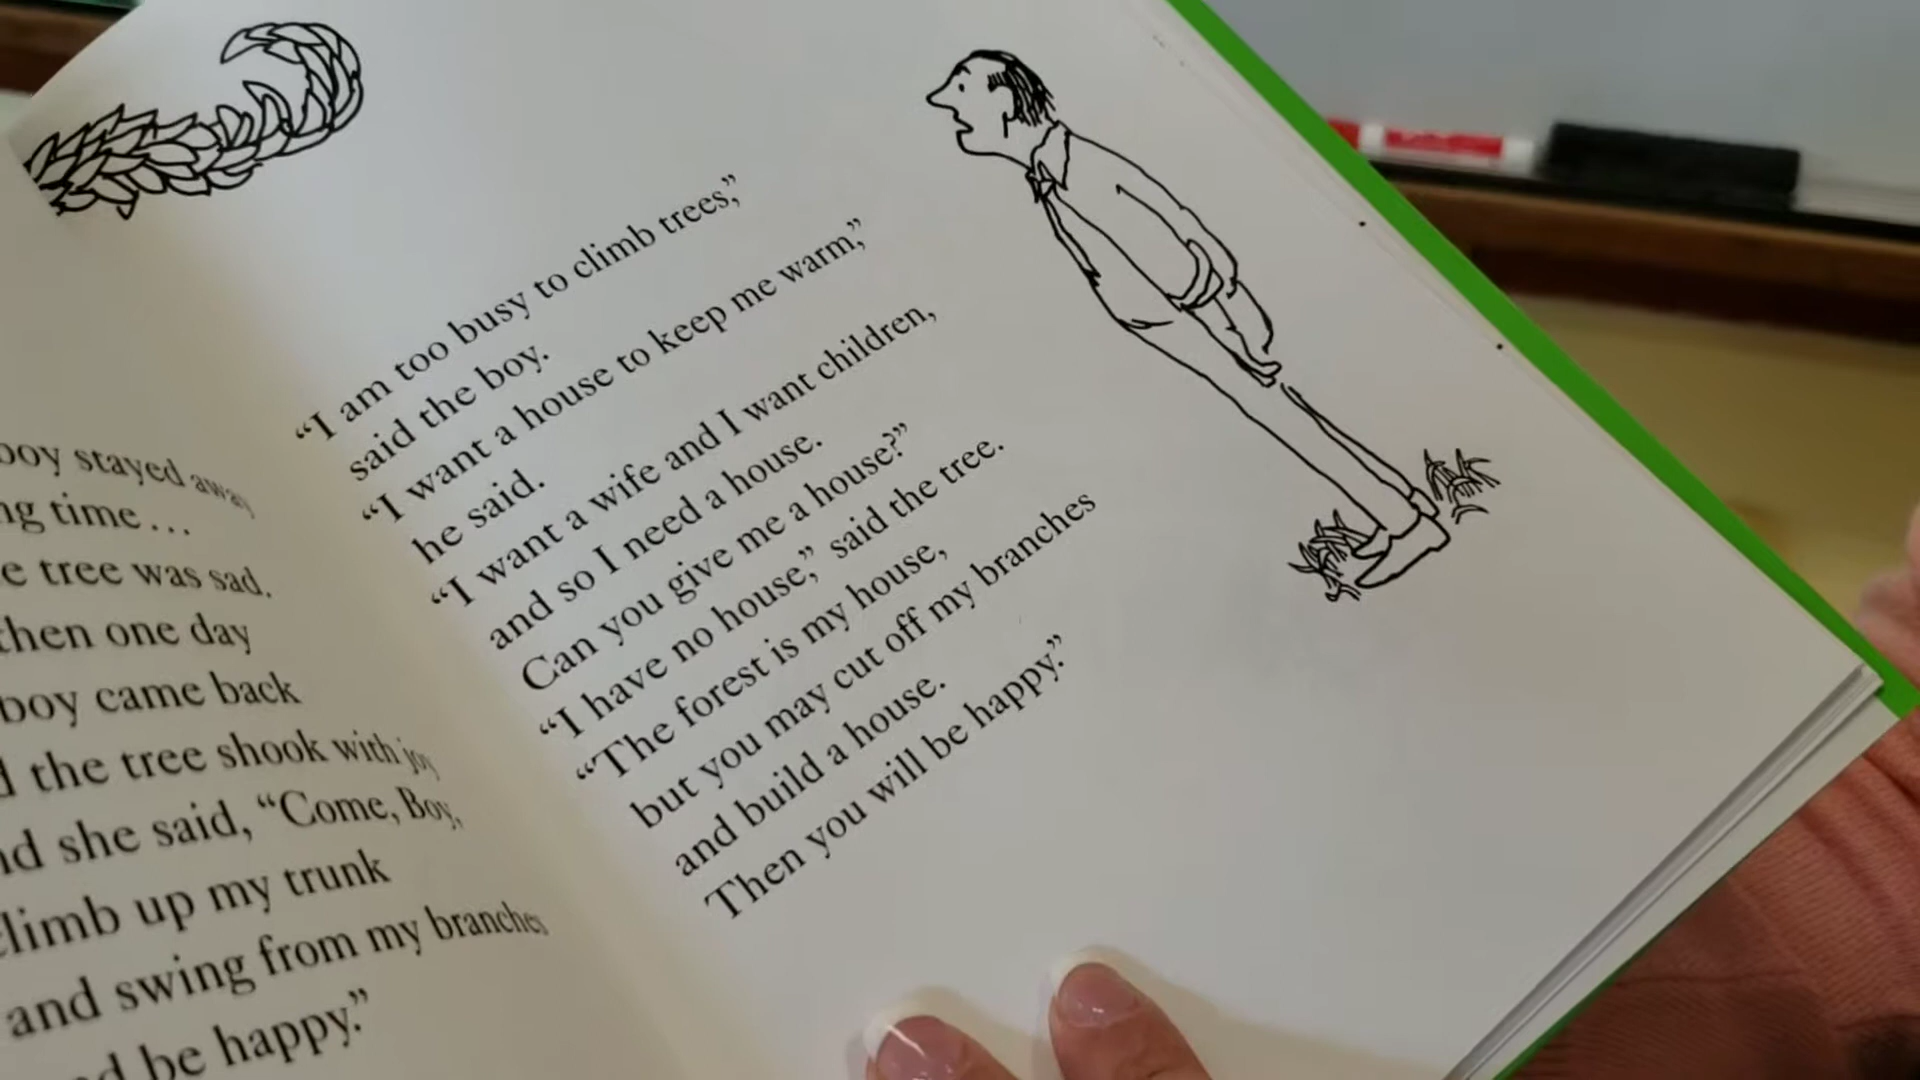 boy stayed away
ng time...
e tree was sad.
then one day
boy came back
d the tree shook with joy
nd she said, “Come, Boy,
climb up my trunk
and swing from my branches
nd be happy.”
“I am too busy to climb trees,”
said the boy.
“I want a house to keep me warm,”
he said.
“I want a wife and I want children,
and so I need a house.
Can you give me a house?”
“I have no house,” said the tree.
“The forest is my house,
but you may cut off my branches
and build a house.
Then you will be happy.”